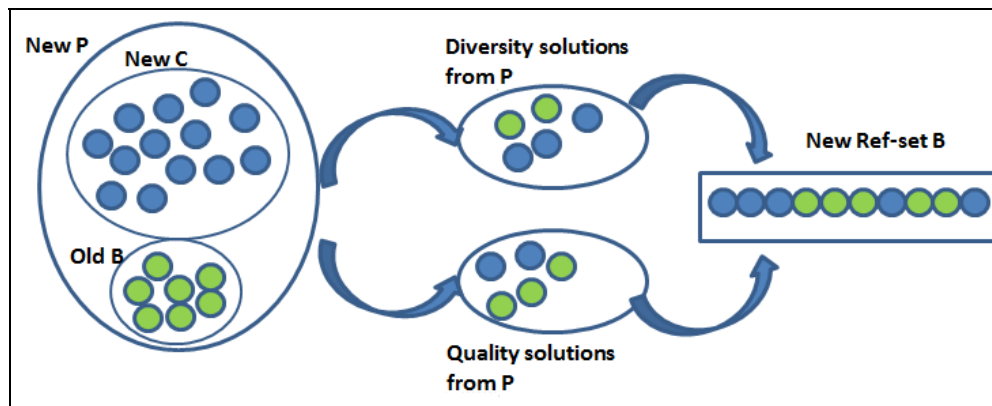 New P
New C
Old B
Diversity solutions
from P
Quality solutions
from P
New Ref-set B